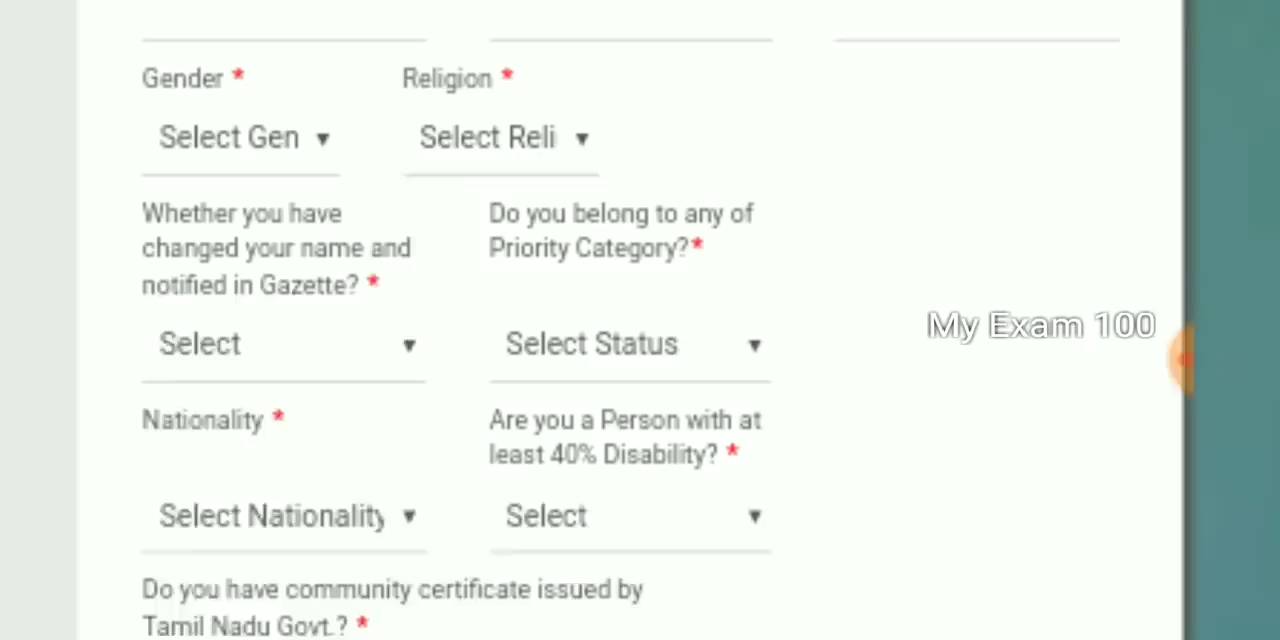 Gender * Religion *
Select Gen ▼ Select Reli ▼
Whether you have
changed your name and
notified in Gazette? *
Do you belong to any of
Priority Category?*
Select ▼ Select Status ▼
My Exam 100
Nationality *
Are you a Person with at
least 40% Disability? *
Select Nationality ▼ Select ▼
Do you have community certificate issued by
Tamil Nadu Govt.? *